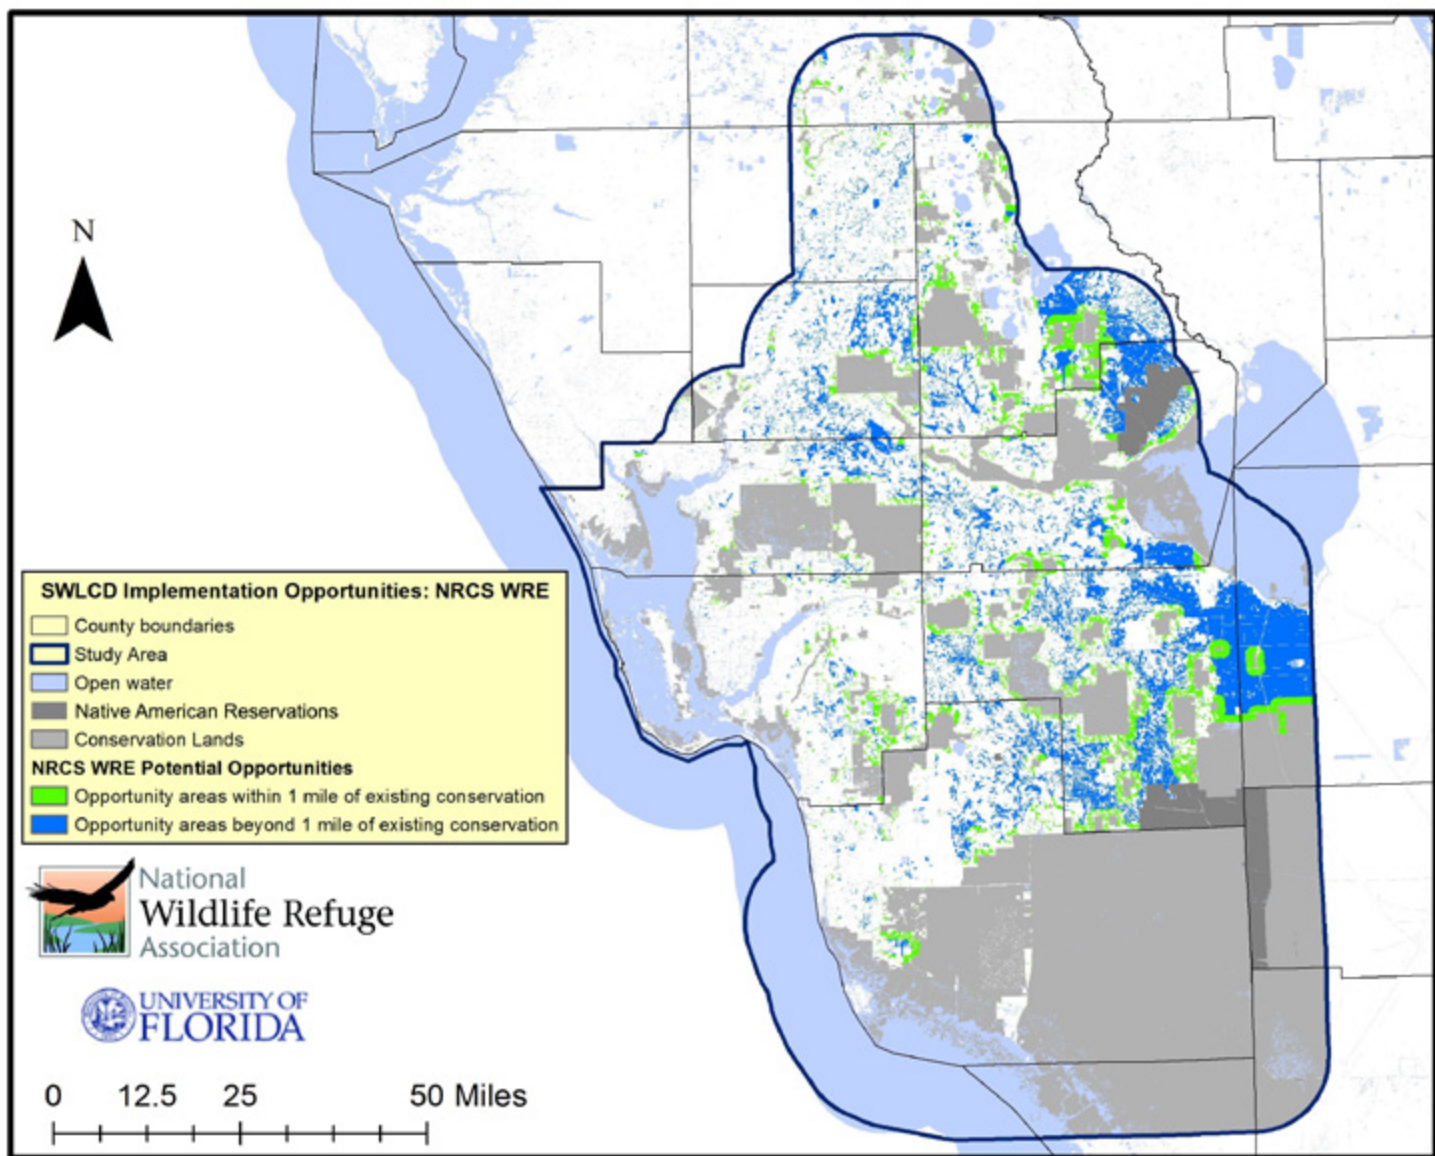 N
SWLCD Implementation Opportunities: NRCS WRE
County boundaries
Study Area
Open water
Native American Reservations
Conservation Lands
NRCS WRE Potential Opportunities
Opportunity areas within 1 mile of existing conservation
Opportunity areas beyond 1 mile of existing conservation
National
Wildlife Refuge
Association
UNIVERSITY OF
FLORIDA
0 12.5 25 50 Miles